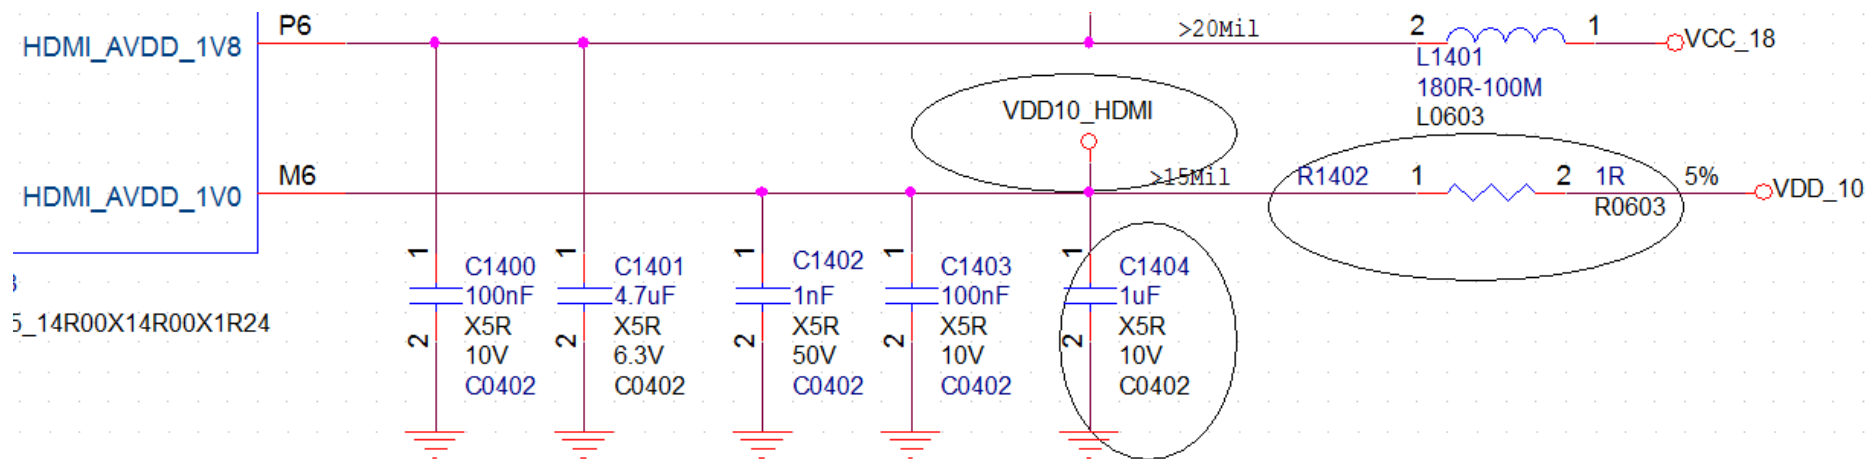 HDMI_AVDD_1V8
P6
>20Mil
2
1
VCC_18
L1401
180R-100M
L0603
VDD10_HDMI
HDMI_AVDD_1V0
M6
>15Mil
R1402
1
2
1R
5%
VDD_10
R0603
1
C1400
100nF
X5R
2
10V
C0402
1
C1401
4.7uF
X5R
2
6.3V
C0402
1
C1402
1nF
X5R
2
50V
C0402
1
C1403
100nF
X5R
2
10V
C0402
1
C1404
1uF
X5R
2
10V
C0402
5_14R00X14R00X1R24